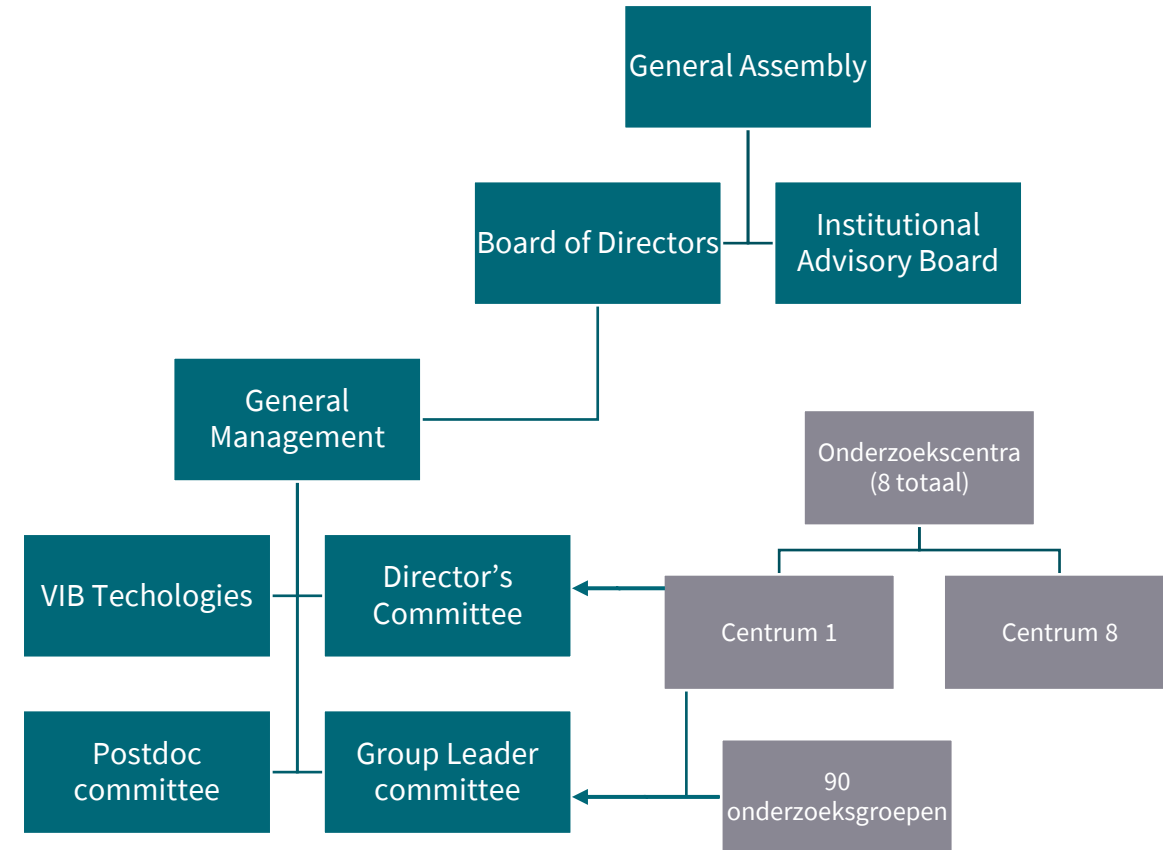 General Assembly
Board of Directors
Institutional
Advisory Board
General
Management
Onderzoekscentra
(8 totaal)
VIB Techologies
Director’s
Committee
Centrum 1
Centrum 8
Postdoc
committee
Group Leader
committee
90
onderzoeksgroepen